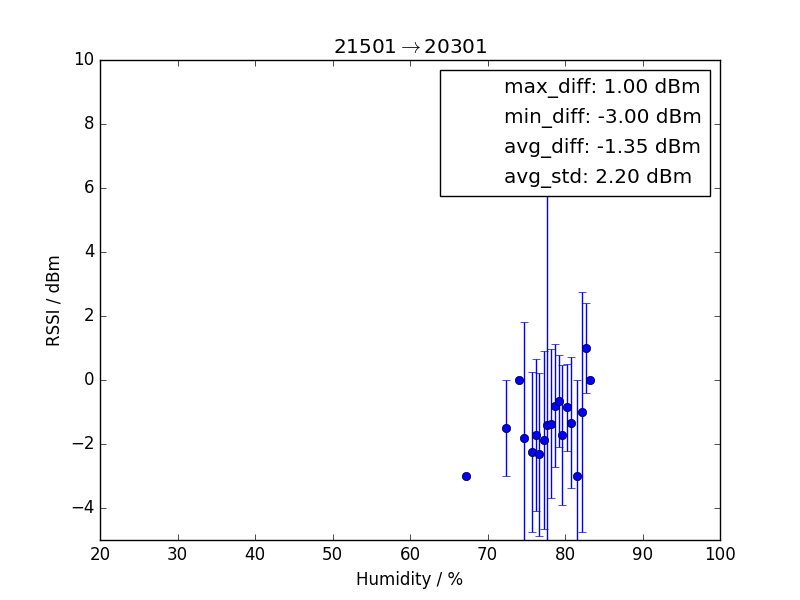 21501→20301
max_diff: 1.00 dBm
min_diff: -3.00 dBm
avg_diff: -1.35 dBm
avg_std: 2.20 dBm
RSSI / dBm
10
8
6
4
2
0
−2
−4
20 30 40 50 60 70 80 90 100
Humidity / %